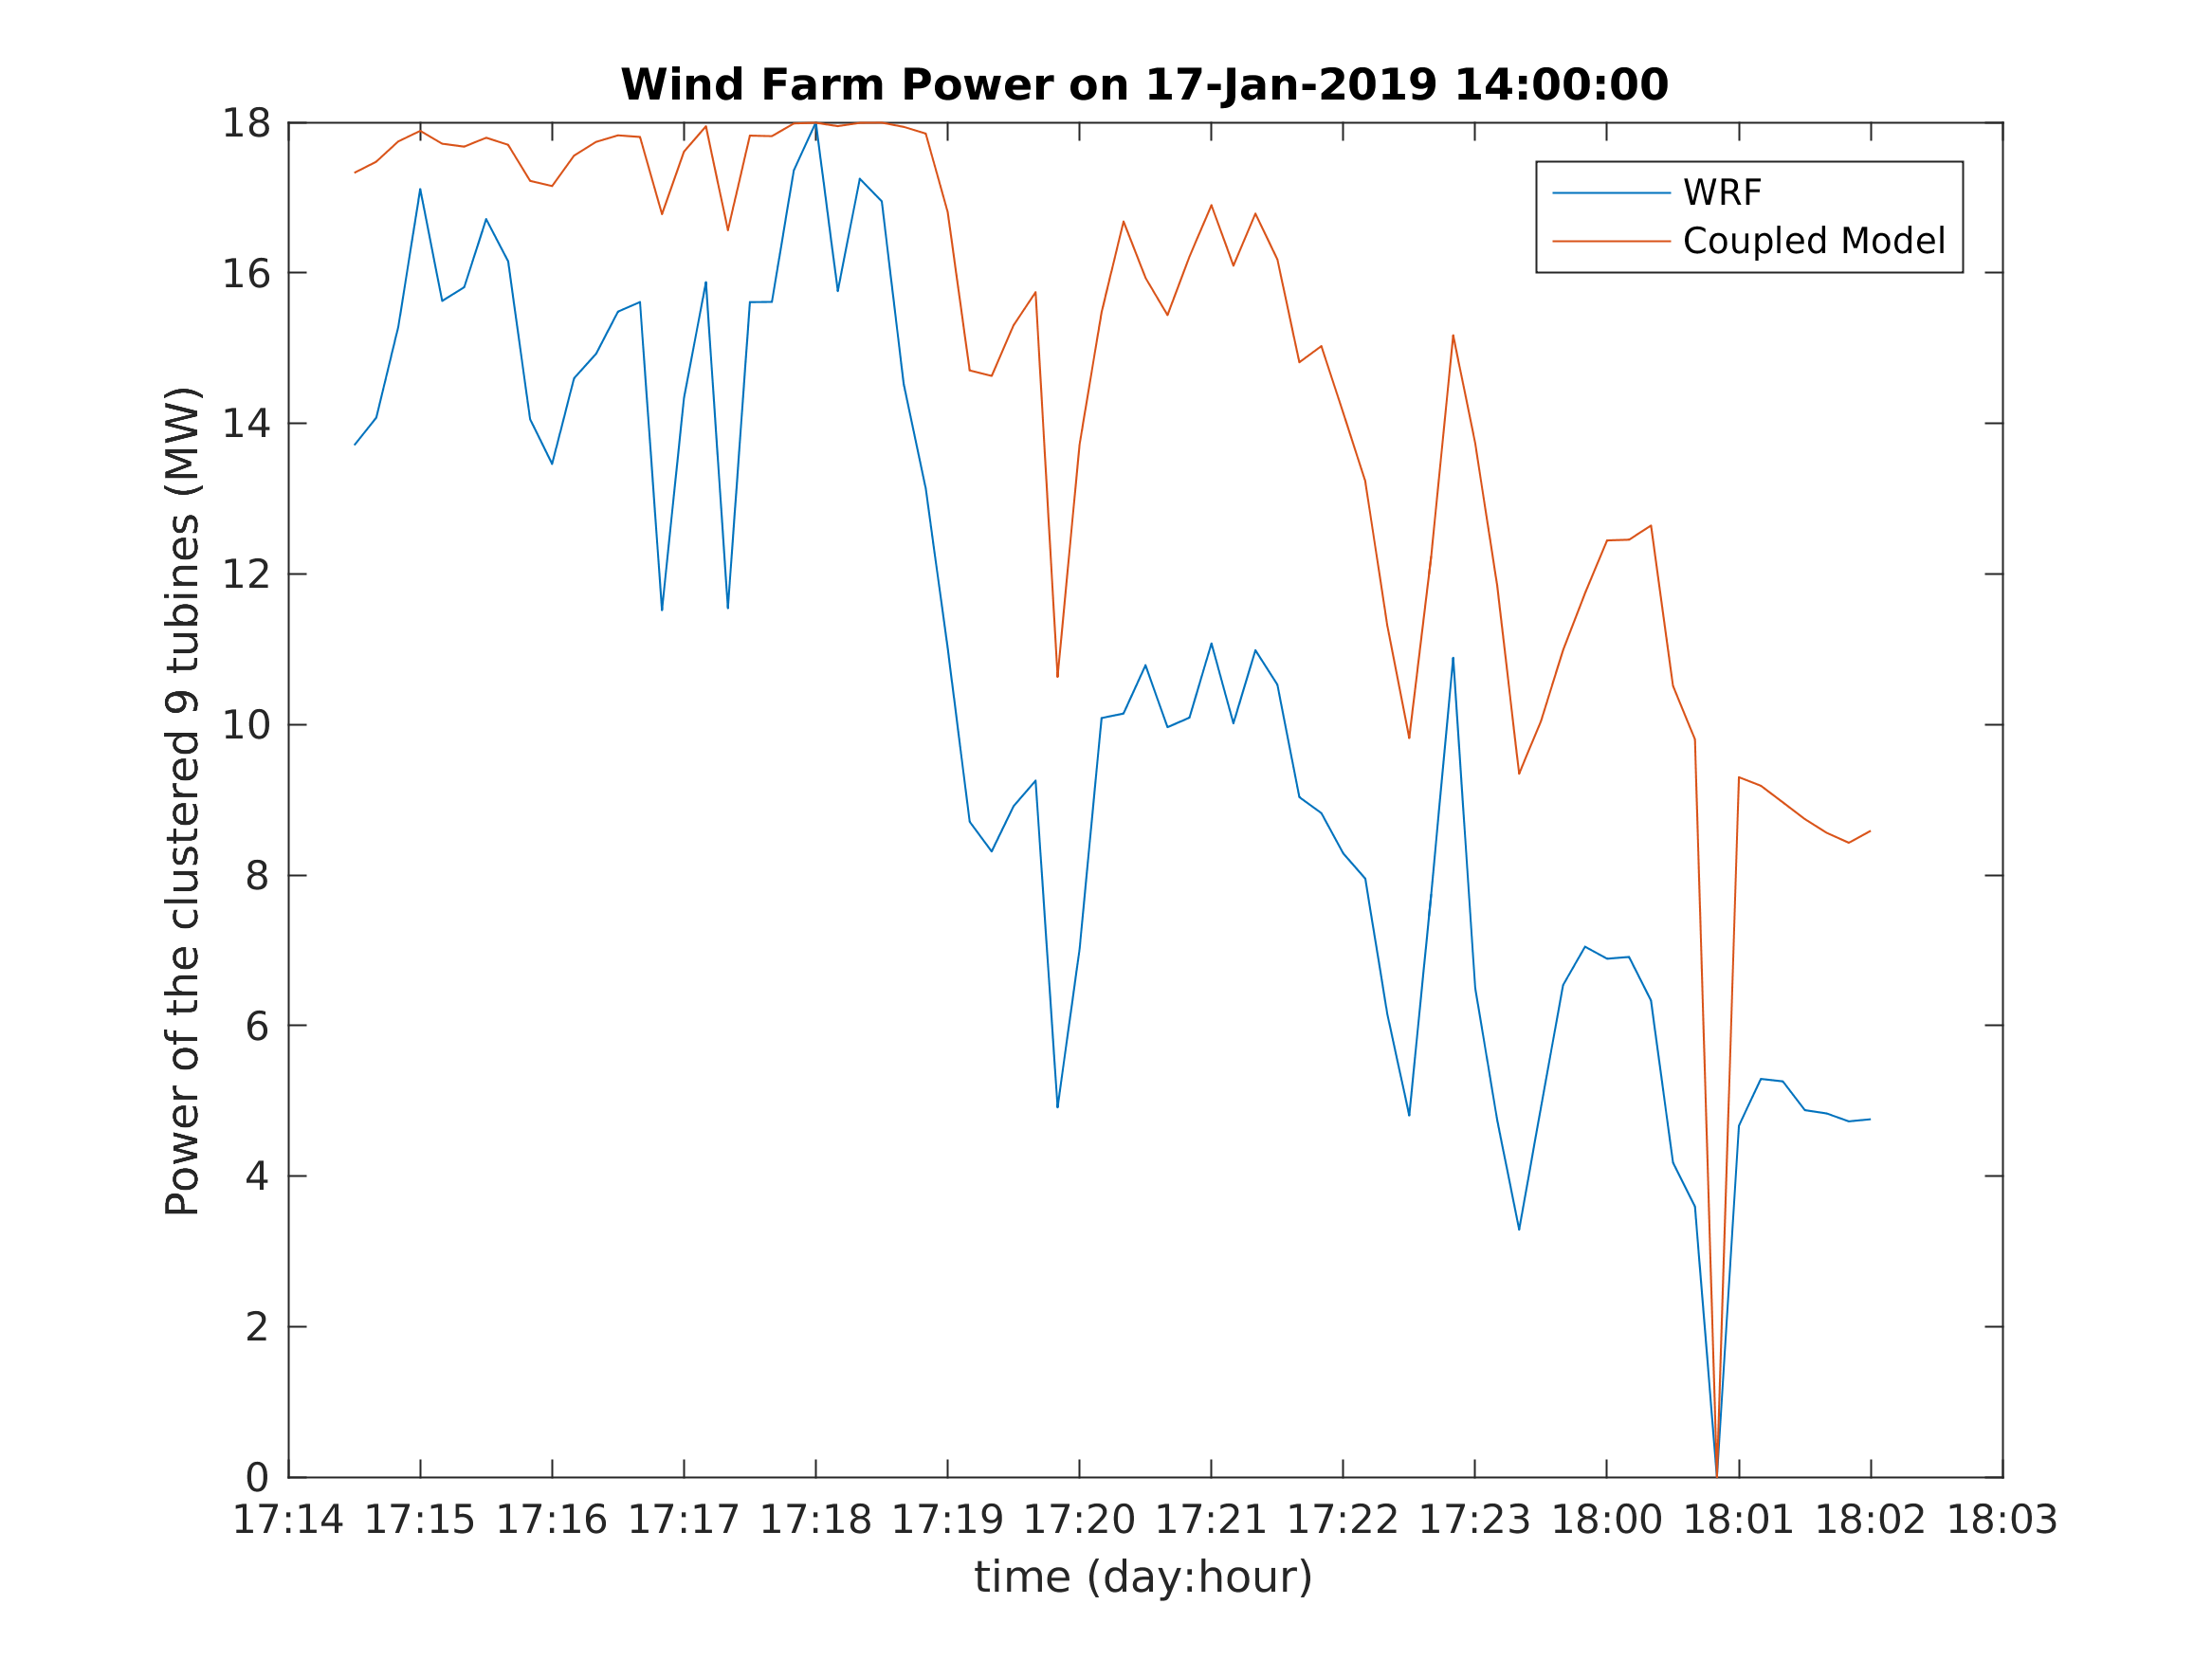 Wind Farm Power on 17-Jan-2019 14:00:00
WRF
Coupled Model
Power of the clustered 9 tubines (MW)
18
16
14
12
10
8
6
4
2
0
17:14 17:15 17:16 17:17 17:18 17:19 17:20 17:21 17:22 17:23 18:00 18:01 18:02 18:03
time (day:hour)